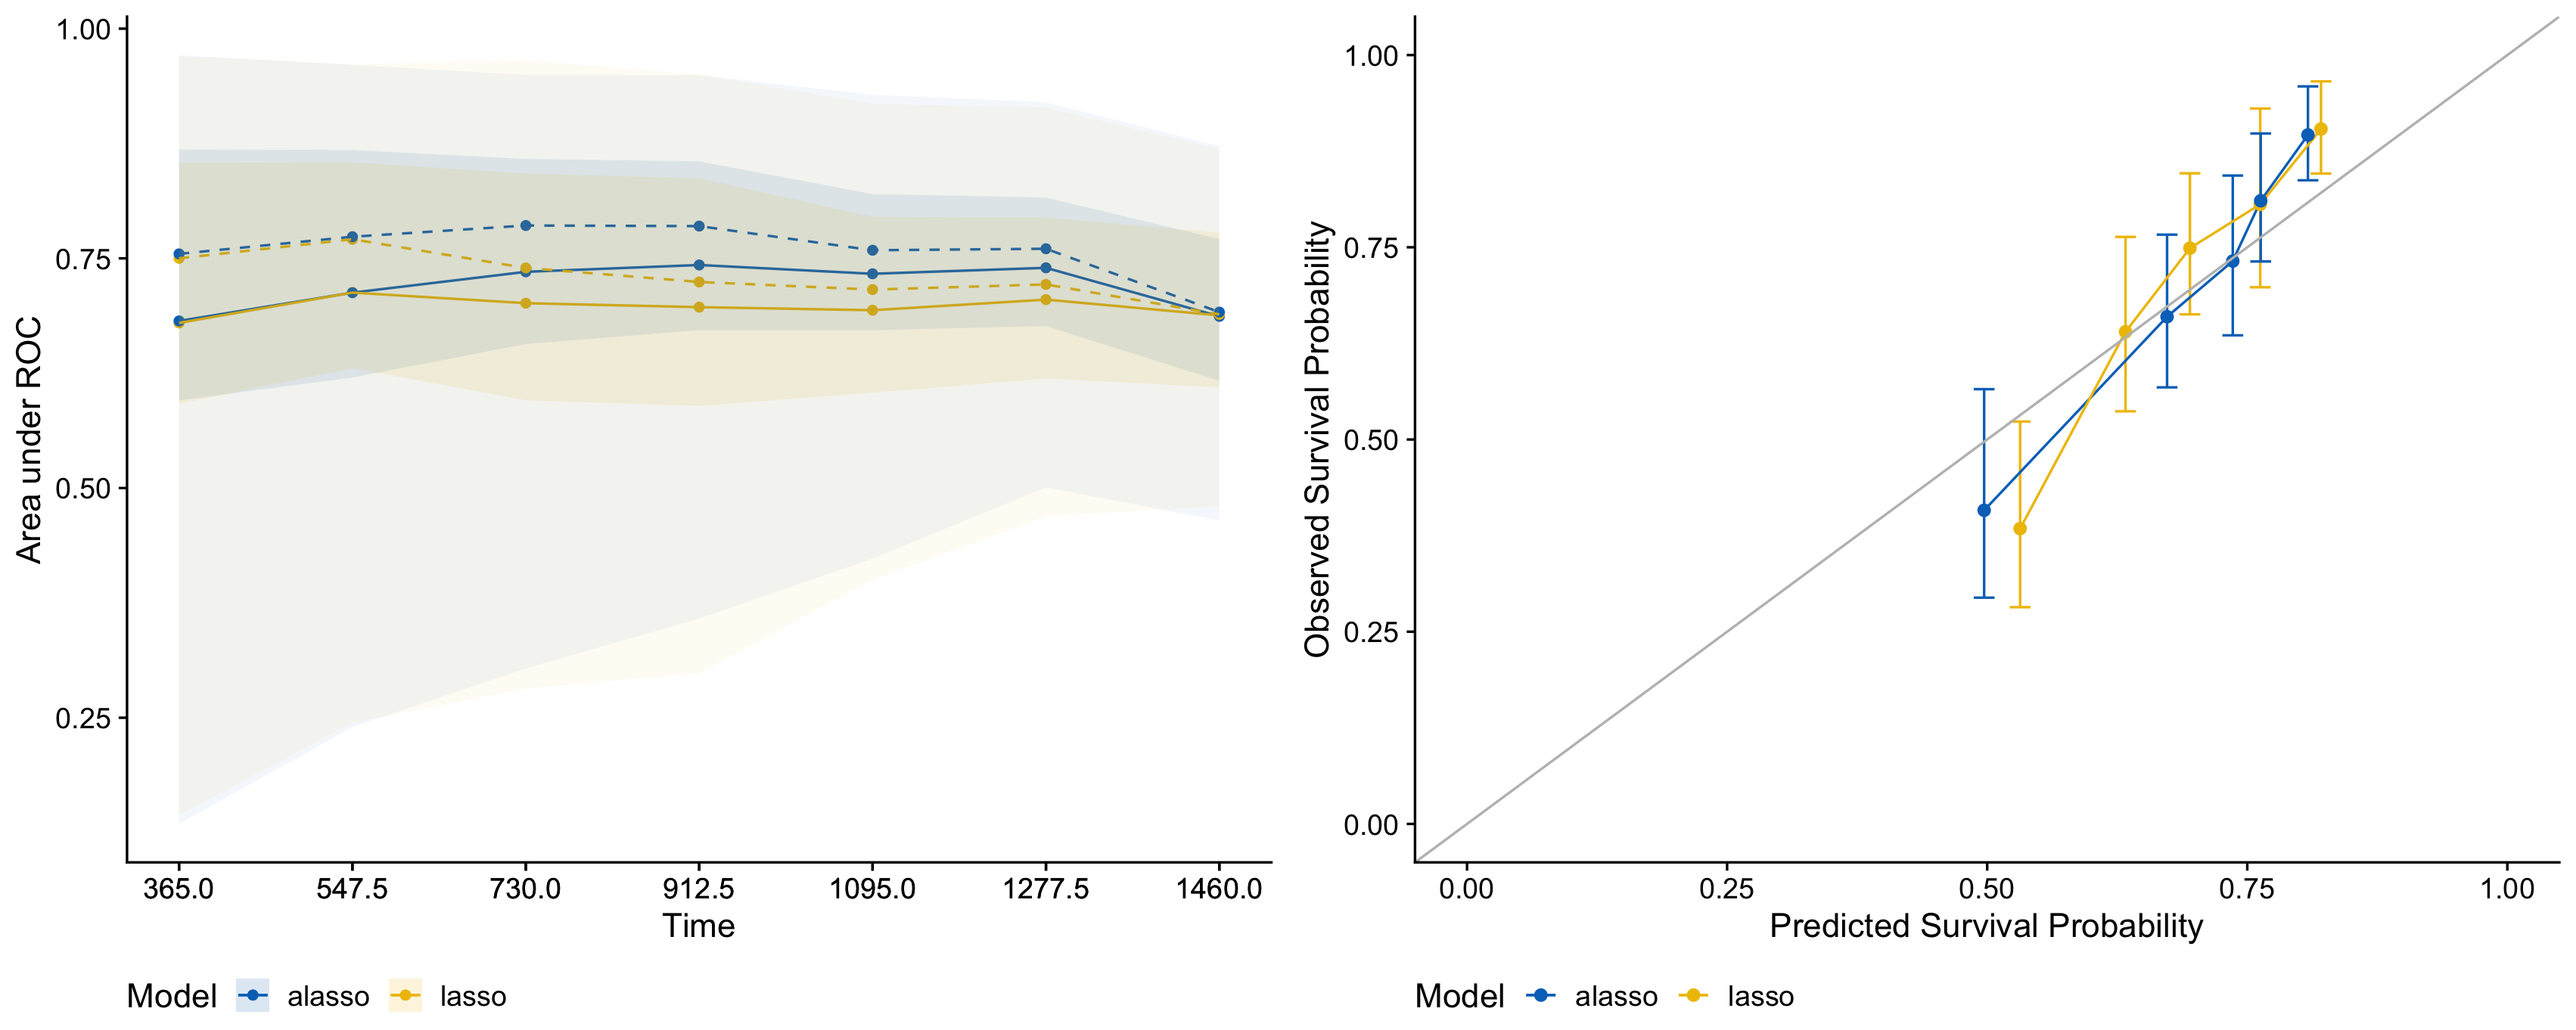 Area under ROC
1.00
0.75
0.50
0.25
365.0 547.5 730.0 912.5 1095.0 1277.5 1460.0
Time
Model alasso lasso
Observed Survival Probability
1.00
0.75
0.50
0.25
0.00
0.00 0.25 0.50 0.75 1.00
Predicted Survival Probability
Model alasso lasso